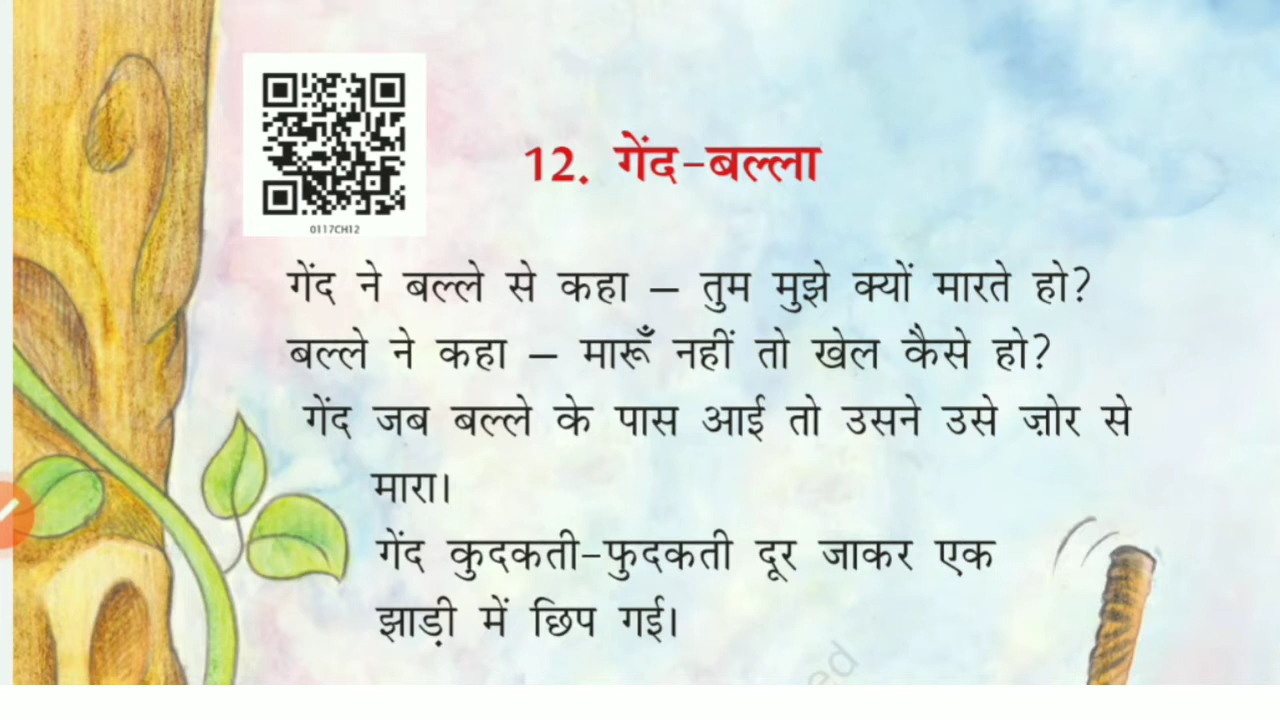 0117CH12
12. गेंद-बल्ला
गेंद ने बल्ले से कहा – तुम मुझे क्यों मारते हो?
बल्ले ने कहा – मारूँ नहीं तो खेल कैसे हो?
गेंद जब बल्ले के पास आई तो उसने उसे ज़ोर से
मारा।
गेंद कुदकती-फुदकती दूर जाकर एक
झाड़ी में छिप गई।